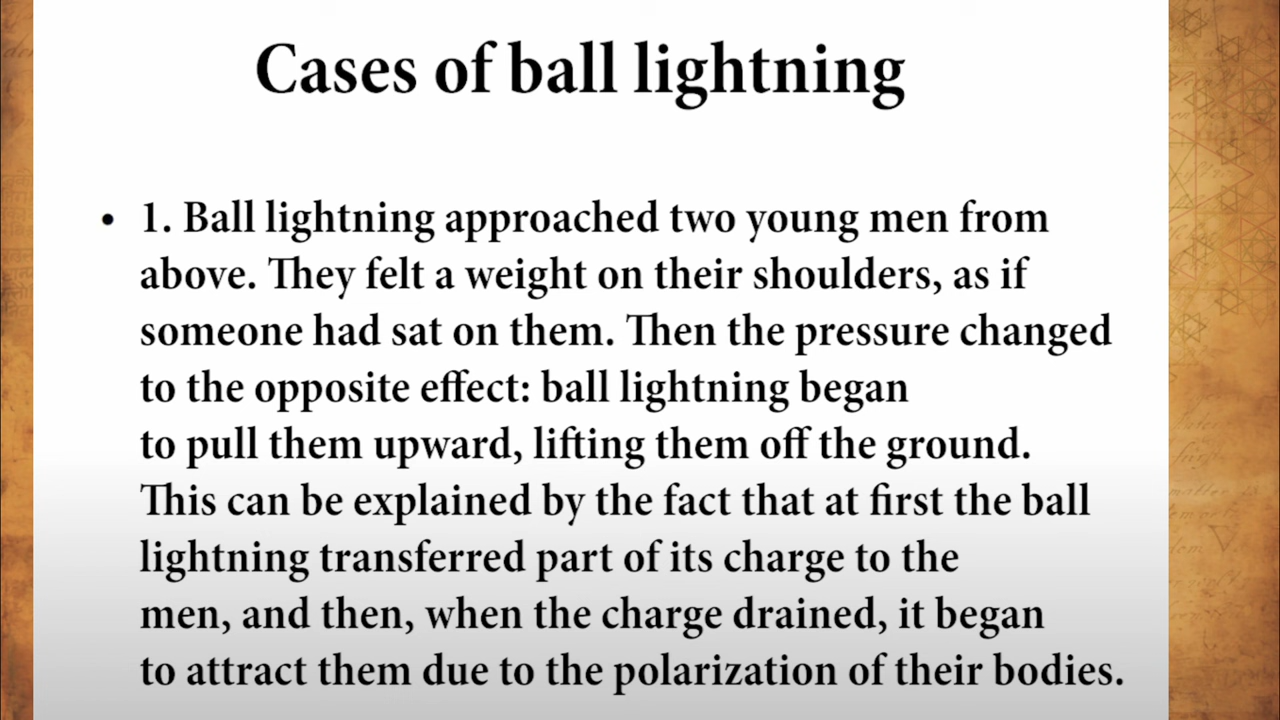 Cases of ball lightning
• 1. Ball lightning approached two young men from
above. They felt a weight on their shoulders, as if
someone had sat on them. Then the pressure changed
to the opposite effect: ball lightning began
to pull them upward, lifting them off the ground.
This can be explained by the fact that at first the ball
lightning transferred part of its charge to the
men, and then, when the charge drained, it began
to attract them due to the polarization of their bodies.